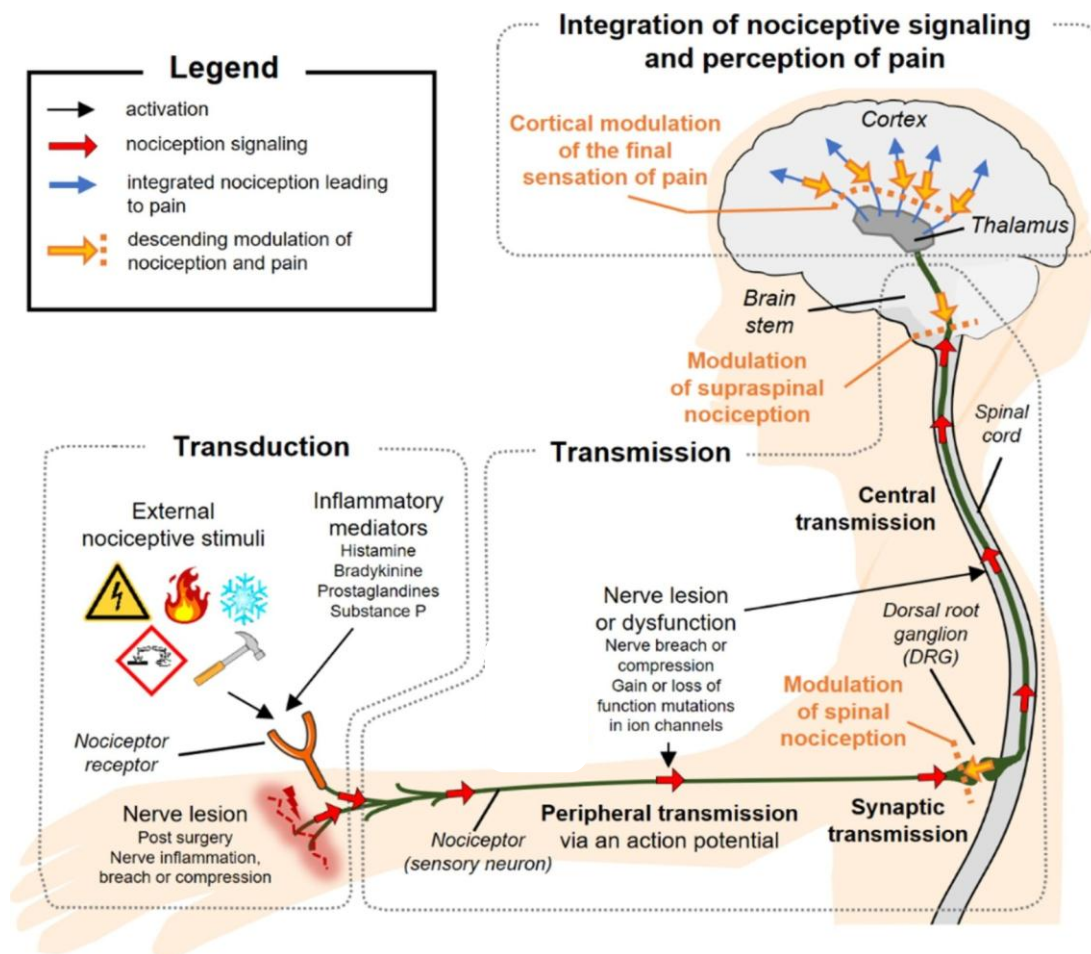 Integration of nociceptive signaling
and perception of pain
Legend
activation
nociception signaling
integrated nociception leading
to pain
descending modulation of
nociception and pain
Cortical modulation
of the final
sensation of pain
Cortex
Thalamus
Brain
stem
Modulation
of supraspinal
nociception
Spinal
cord
Transduction
External
nociceptive stimuli
Inflammatory
mediators
Histamine
Bradykinine
Prostaglandines
Substance P
Nociceptor
receptor
Nerve lesion
Post surgery
Nerve inflammation,
breach or compression
Transmission
Central
transmission
Nerve lesion
or dysfunction
Nerve breach or
compression
Gain or loss of
function mutations
in ion channels
Dorsal root
ganglion
(DRG)
Modulation
of spinal
nociception
Nociceptor
(sensory neuron)
Peripheral transmission
via an action potential
Synaptic
transmission